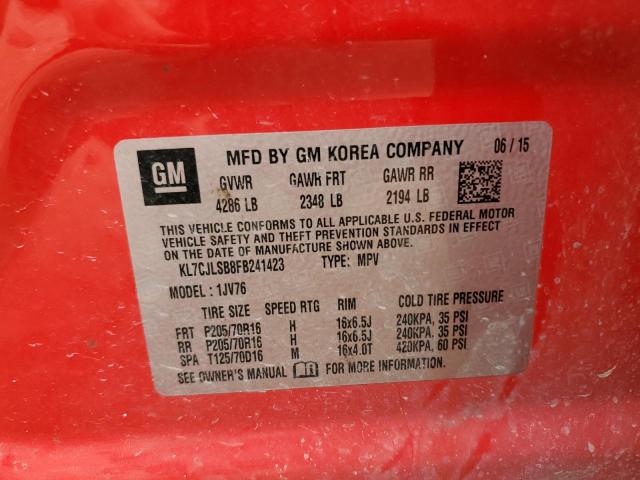 GM MFD BY GM KOREA COMPANY 06 / 15
GVWR GAWR FRT GAWR RR
4286 LB 2348 LB 2194 LB
THIS VEHICLE CONFORMS TO ALL APPLICABLE U.S. FEDERAL MOTOR
VEHICLE SAFETY AND THEFT PREVENTION STANDARDS IN EFFECT
ON THE DATE OF MANUFACTURE SHOWN ABOVE.
KL7CJLSB8FB241423 TYPE: MPV
MODEL : 1JV76
TIRE SIZE SPEED RTG RIM COLD TIRE PRESSURE
FRT P205/70R16 H 16x6.5J 240KPA, 35 PSI
RR P205/70R16 H 16x6.5J 240KPA, 35 PSI
SPA T125/70D16 M 16x4.0T 420KPA, 60 PSI
SEE OWNER'S MANUAL FOR MORE INFORMATION.